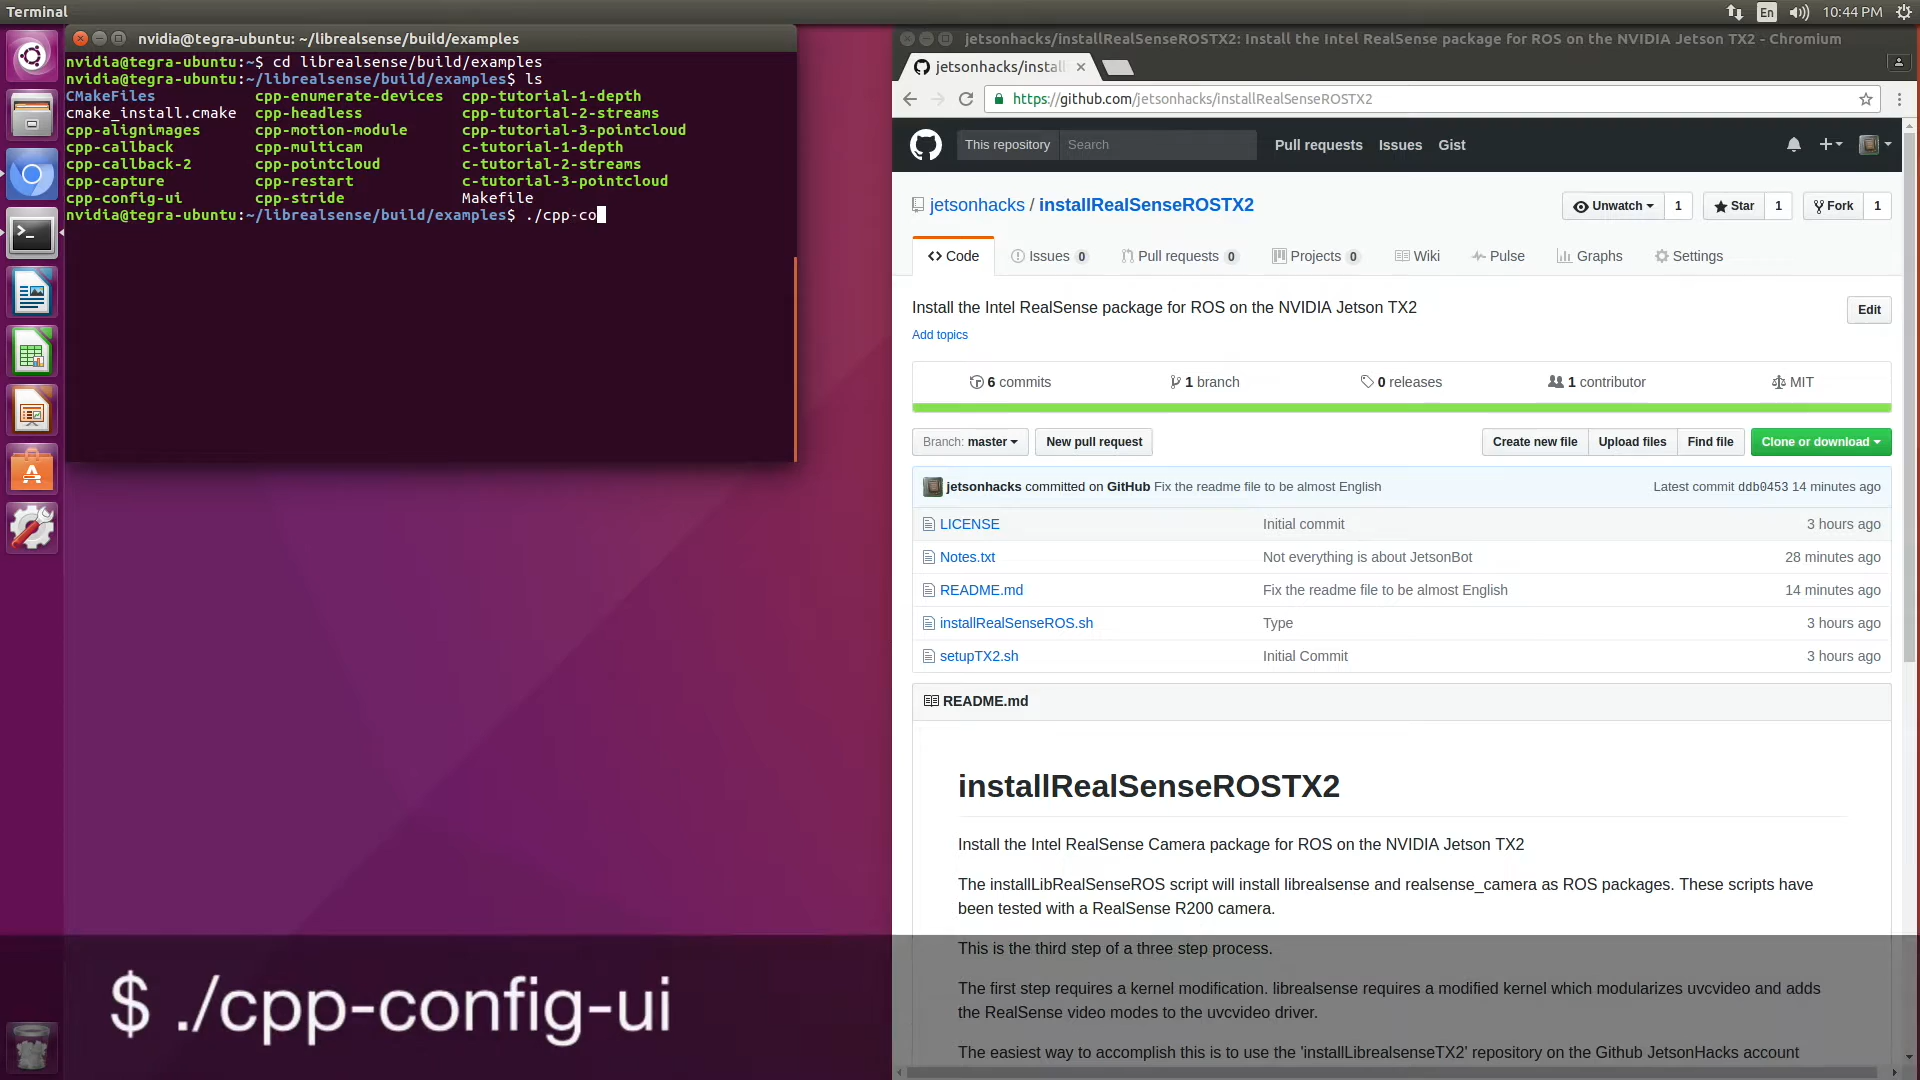 Terminal
En
10:44 PM
nvidia@tegra-ubuntu: ~/librealsense/build/examples
nvidia@tegra-ubuntu:~$ cd librealsense/build/examples
nvidia@tegra-ubuntu:~/librealsense/build/examples$ ls
CMakeFiles cpp-enumerate-devices cpp-tutorial-1-depth
cmake_install.cmake cpp-headless cpp-tutorial-2-streams
cpp-alignimages cpp-motion-module cpp-tutorial-3-pointcloud
cpp-callback cpp-multicam c-tutorial-1-depth
cpp-callback-2 cpp-pointcloud c-tutorial-2-streams
cpp-capture cpp-restart c-tutorial-3-pointcloud
cpp-config-ui cpp-stride Makefile
nvidia@tegra-ubuntu:~/librealsense/build/examples$ ./cpp-co
$ ./cpp-config-ui
jetsonhacks/installRealSenseROSTX2: Install the Intel RealSense package for ROS on the NVIDIA Jetson TX2 - Chromium
jetsonhacks/install
https://github.com/jetsonhacks/installRealSenseROSTX2
This repository Search Pull requests Issues Gist
jetsonhacks / installRealSenseROSTX2
Unwatch 1 Star 1 Fork 1
Code Issues 0 Pull requests 0 Projects 0 Wiki Pulse Graphs Settings
Install the Intel RealSense package for ROS on the NVIDIA Jetson TX2
Edit
Add topics
6 commits 1 branch 0 releases 1 contributor MIT
Branch: master New pull request Create new file Upload files Find file Clone or download
jetsonhacks committed on GitHub Fix the readme file to be almost English Latest commit ddb0453 14 minutes ago
LICENSE Initial commit 3 hours ago
Notes.txt Not everything is about JetsonBot 28 minutes ago
README.md Fix the readme file to be almost English 14 minutes ago
installRealSenseROS.sh Type 3 hours ago
setupTX2.sh Initial Commit 3 hours ago
README.md
installRealSenseROSTX2
Install the Intel RealSense Camera package for ROS on the NVIDIA Jetson TX2
The installLibRealSenseROS script will install librealsense and realsense_camera as ROS packages. These scripts have
been tested with a RealSense R200 camera.
This is the third step of a three step process.
The first step requires a kernel modification. librealsense requires a modified kernel which modularizes uvcvideo and adds
the RealSense video modes to the uvcvideo driver.
The easiest way to accomplish this is to use the 'installLibrealsenseTX2' repository on the Github JetsonHacks account